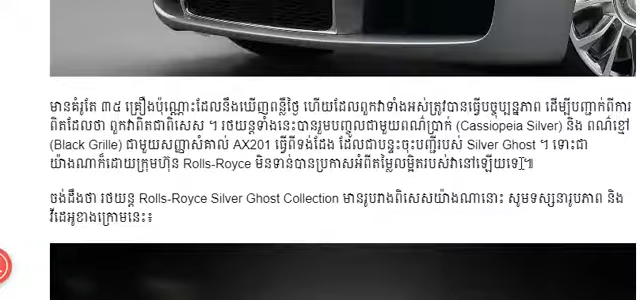 មានគំរូតែ ៣៥ គ្រឿងប៉ុណ្ណោះដែលនឹងឃើញពន្លឺថ្ងៃ ហើយដែលពួកវាទាំងអស់ត្រូវបានធ្វើបច្ចុប្បន្នភាព ដើម្បីបញ្ជាក់ពីការ
ពិតដែលថា ពួកវាពិតជាពិសេស ។ រថយន្តទាំងនេះបានរួមបញ្ចូលជាមួយពណ៌ប្រាក់ (Cassiopeia Silver) និង ពណ៌ខ្មៅ
(Black Grille) ជាមួយសញ្ញាសំគាល់ AX201 ធ្វើពីទង់ដែង ដែលជាបន្ទះចុះបញ្ជីរបស់ Silver Ghost ។ ទោះជា
យ៉ាងណាក៏ដោយក្រុមហ៊ុន Rolls-Royce មិនទាន់បានប្រកាសអំពីតម្លៃលម្អិតរបស់វានៅឡើយទេ៕
ចង់ដឹងថា រថយន្ត Rolls-Royce Silver Ghost Collection មានរូបរាងពិសេសយ៉ាងណានោះ សូមទស្សនារូបភាព និង
វីដេអូខាងក្រោមនេះ៖